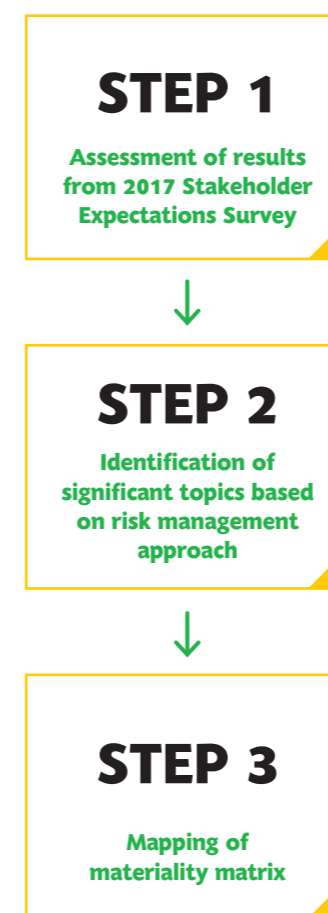 STEP 1
Assessment of results
from 2017 Stakeholder
Expectations Survey
STEP 2
Identification of
significant topics based
on risk management
approach
STEP 3
Mapping of
materiality matrix